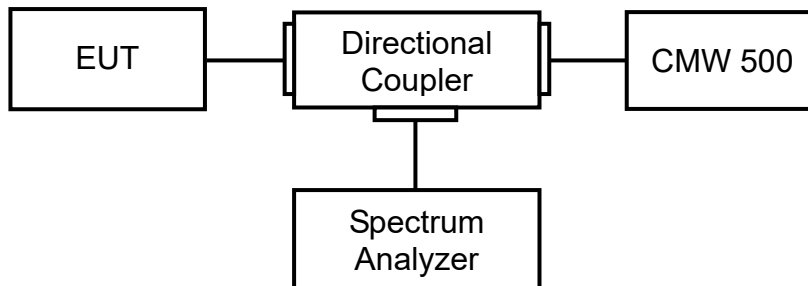 EUT
Directional
Coupler
CMW 500
Spectrum
Analyzer